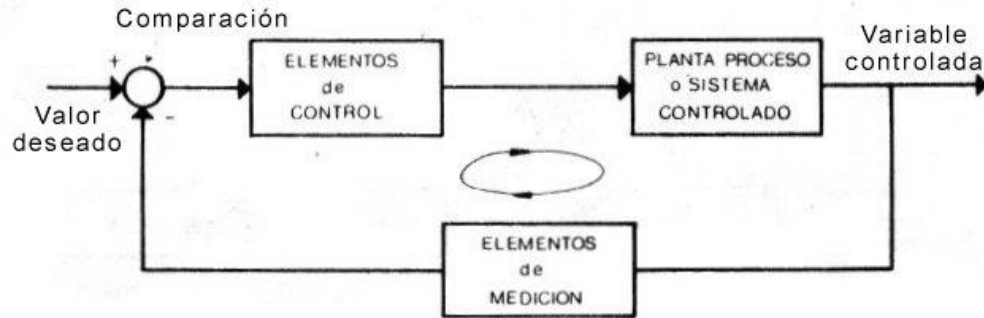 Comparación
+
-
Valor
deseado
ELEMENTOS
de
CONTROL
PLANTA PROCESO
o SISTEMA
CONTROLADO
Variable
controlada
ELEMENTOS
de
MEDICION